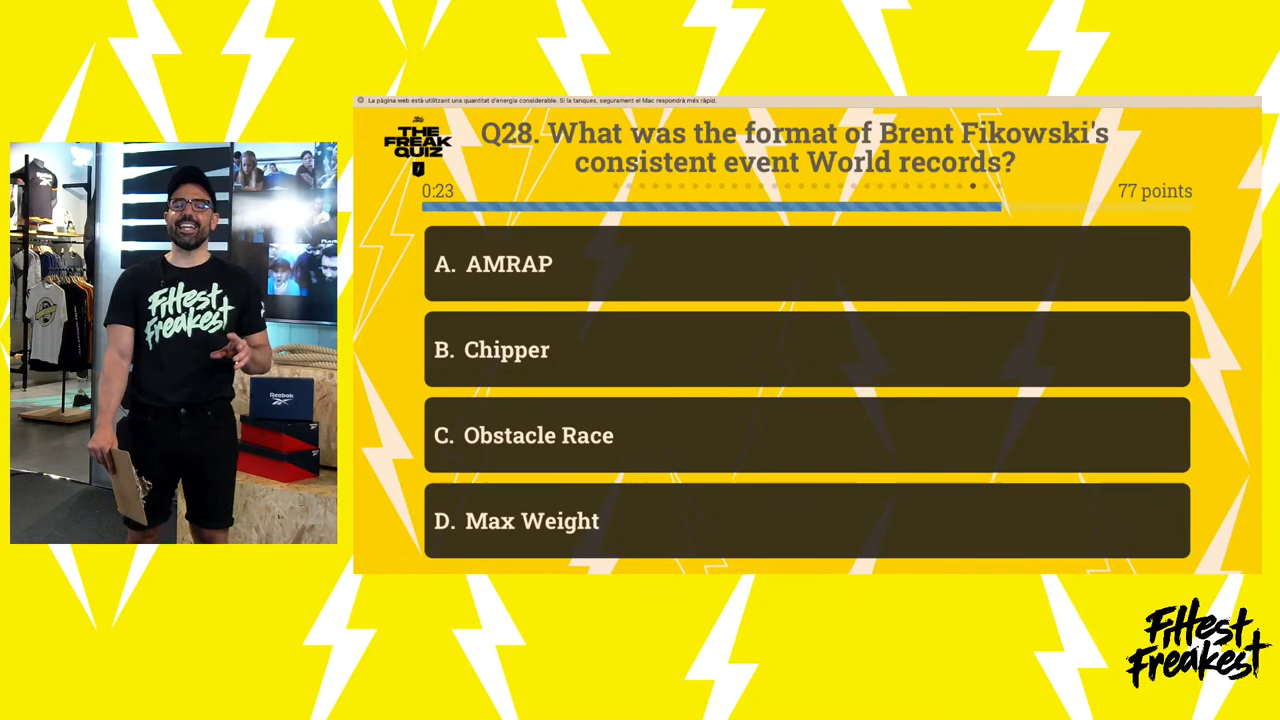 La pàgina web està utilitzant una quantitat d'energia considerable. Si la tanques, segurament el Mac respondrà més ràpid.
THE
FREAK
QUIZ
Q28. What was the format of Brent Fikowski's
consistent event World records?
0:23
77 points
A. AMRAP
B. Chipper
C. Obstacle Race
D. Max Weight
Fittest
Freakest
Reebok
Fittest
Freakest